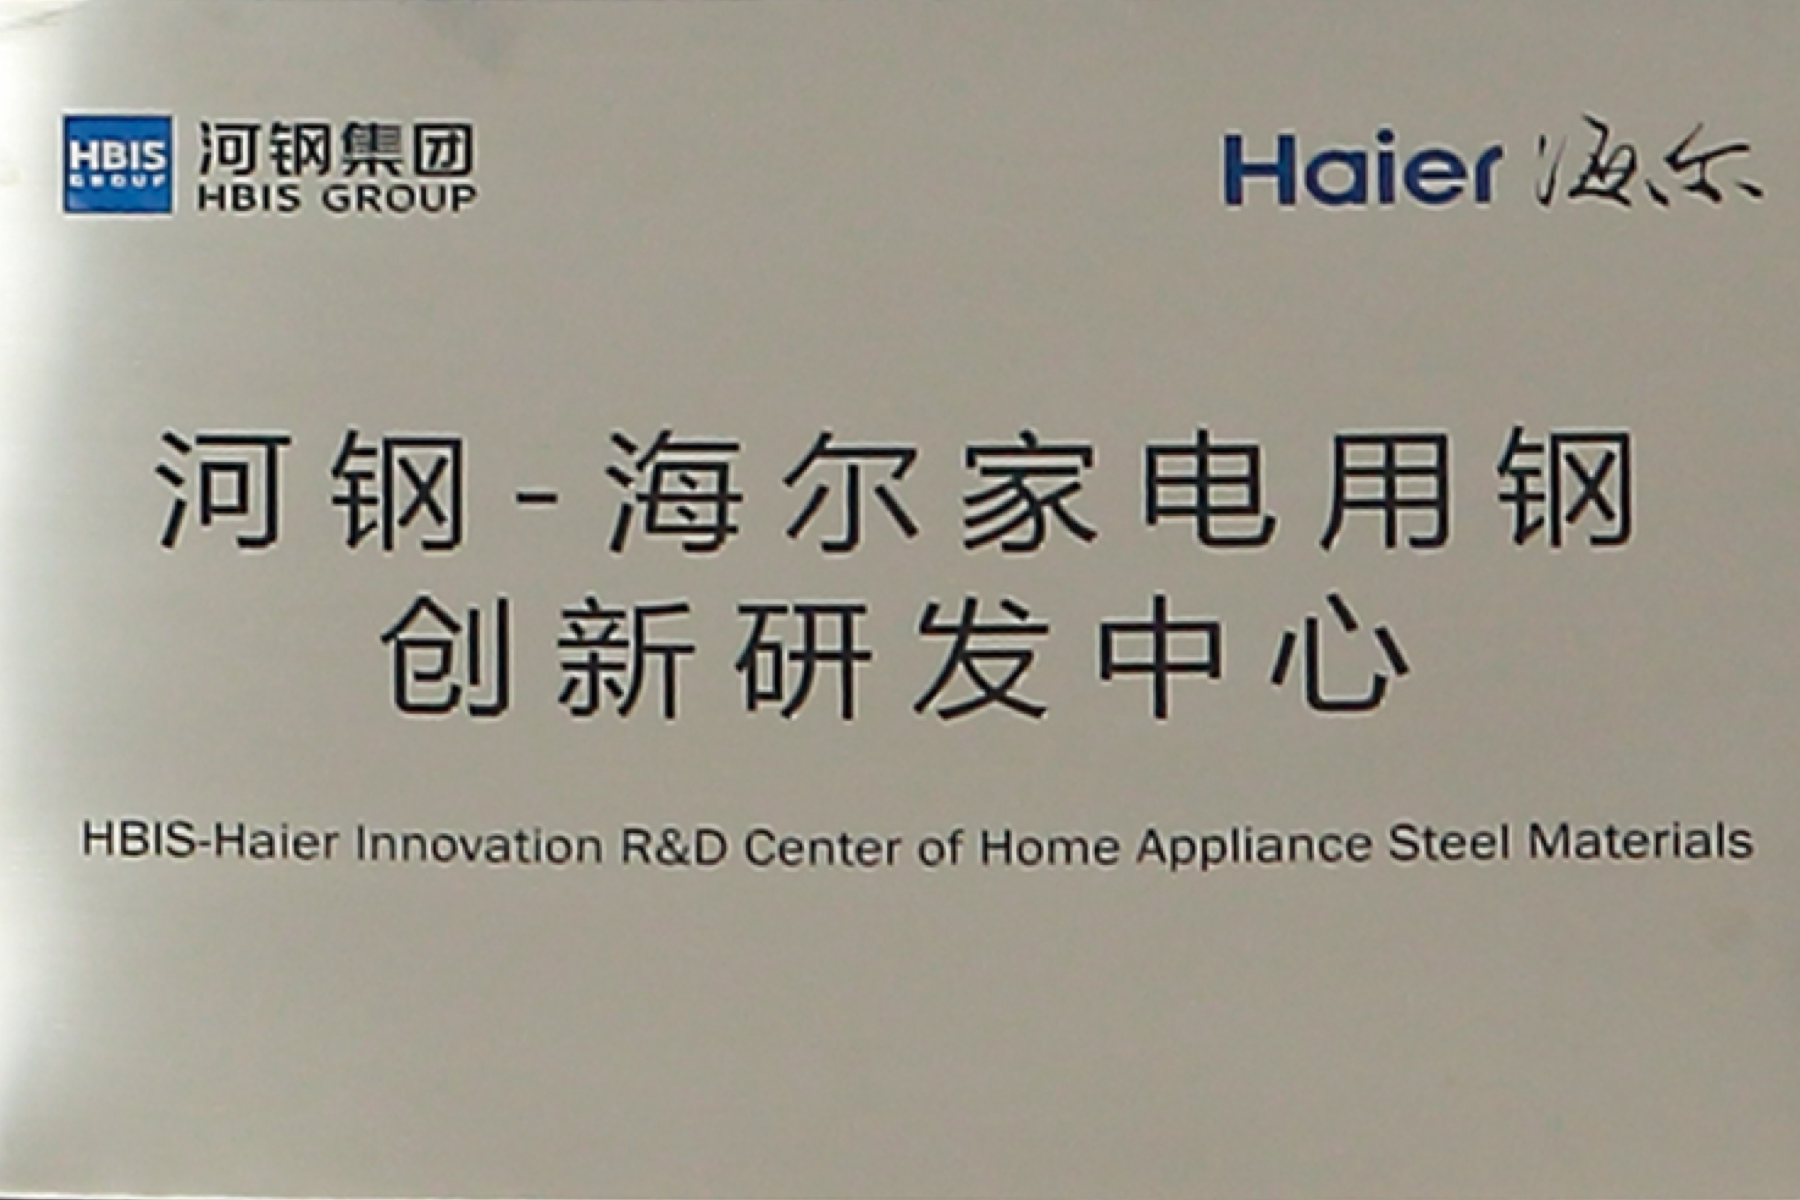 HBIS
GROUP
河钢集团
HBIS GROUP
Haier 海尔
河钢-海尔家电用钢
创新研发中心
HBIS-Haier Innovation R&D Center of Home Appliance Steel Materials